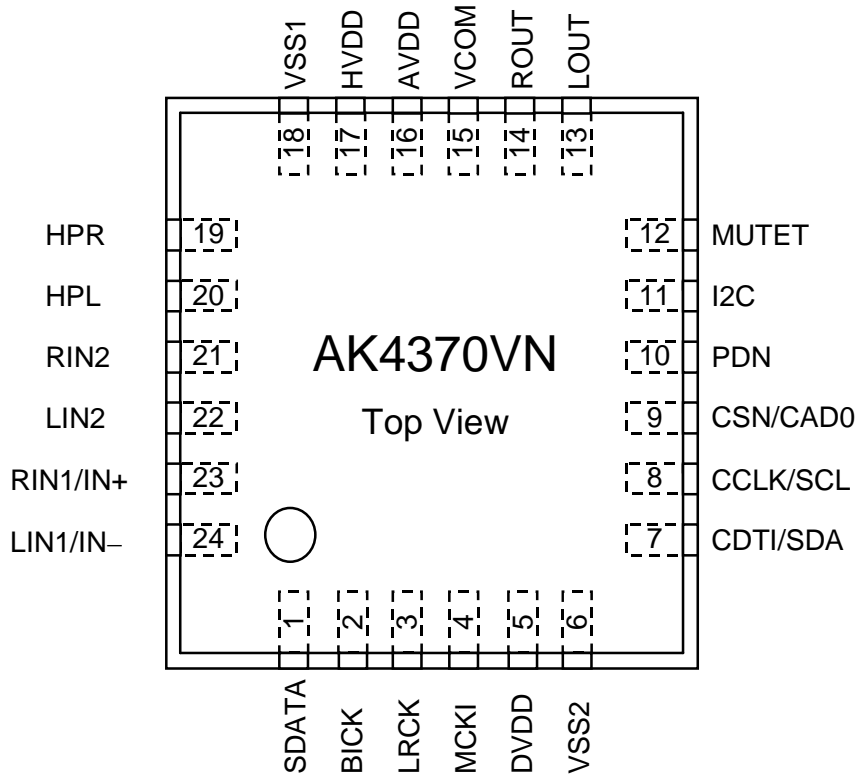 VSS1 HVDD AVDD VCOM ROUT LOUT
18 17 16 15 14 13
HPR 19 12 MUTET
HPL 20 11 I2C
RIN2 21 10 PDN
LIN2 22 9 CSN/CAD0
RIN1/IN+ 23 8 CCLK/SCL
LIN1/IN− 24 7 CDTI/SDA
AK4370VN
Top View
1 2 3 4 5 6
SDATA BICK LRCK MCKI DVDD VSS2